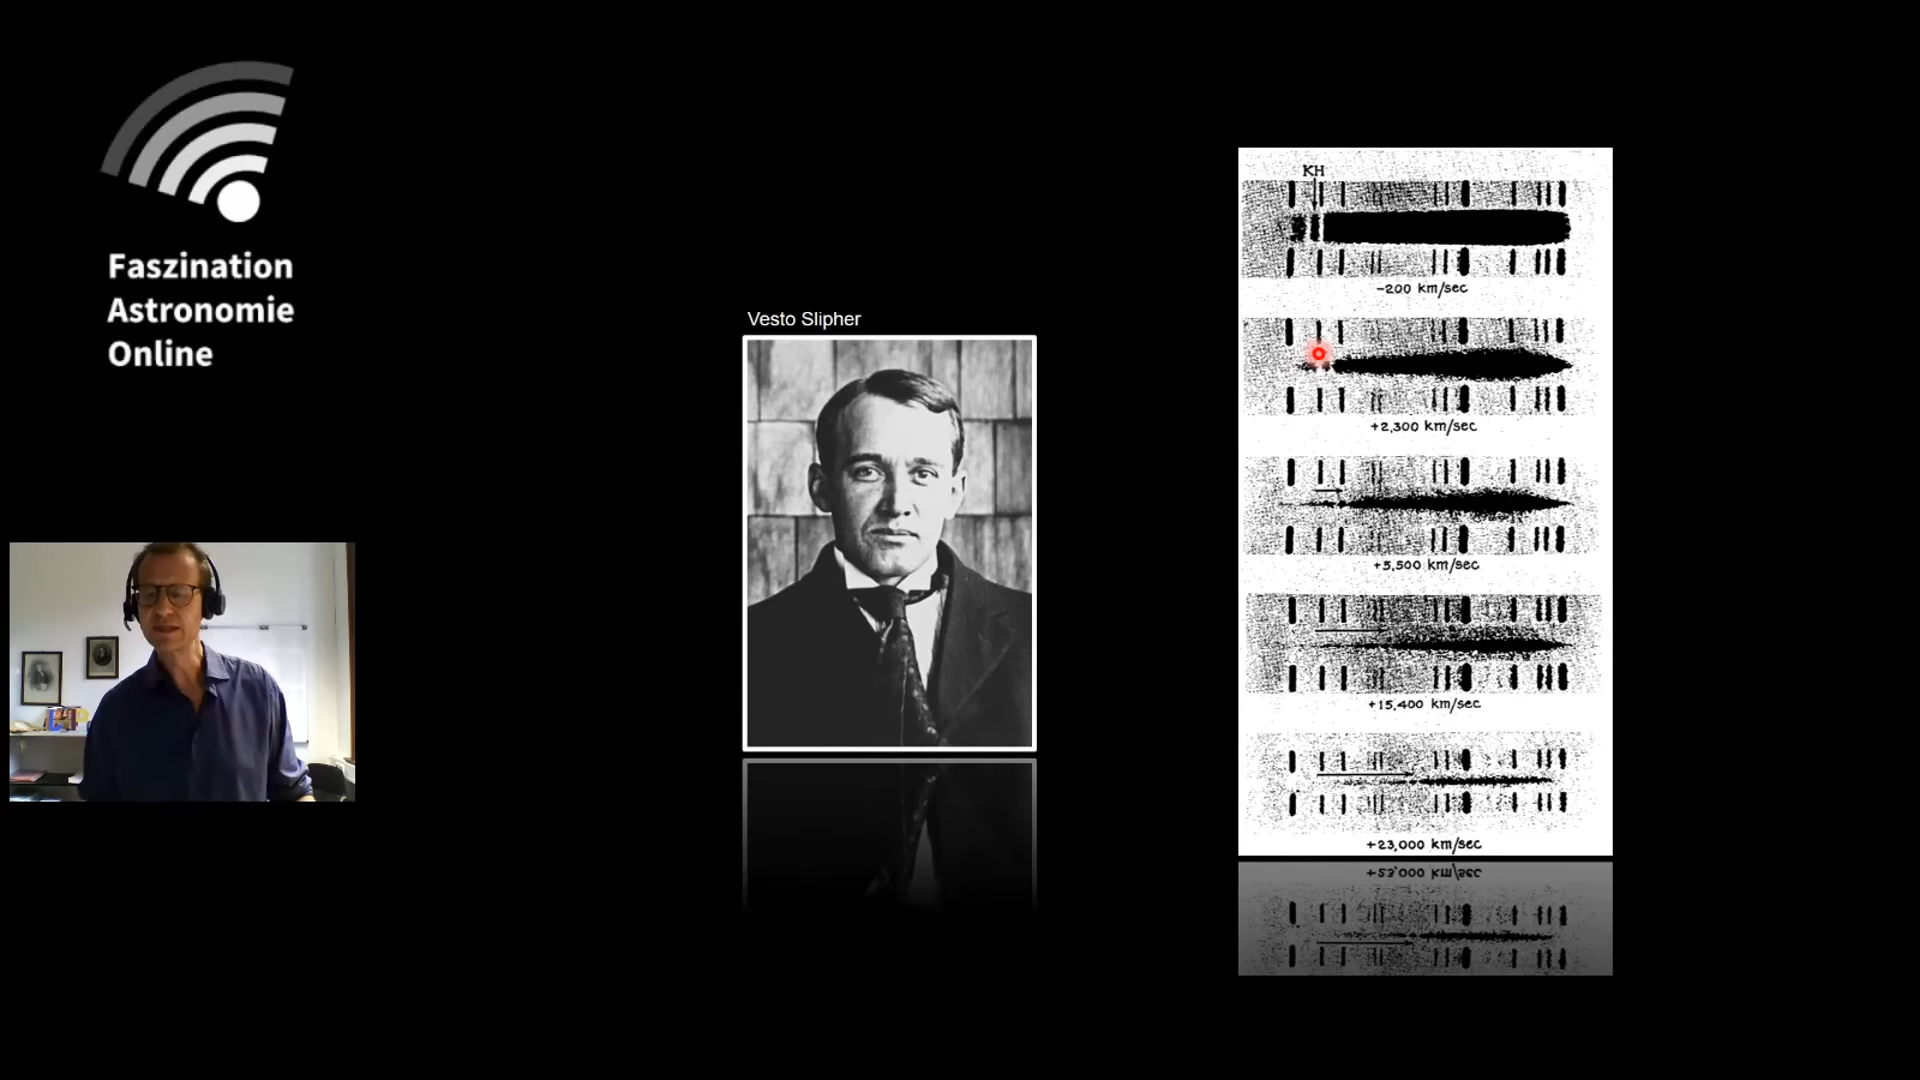 Faszination
Astronomie
Online
Vesto Slipher
KH
-200 km/sec
+2,300 km/sec
+5,500 km/sec
+15,400 km/sec
+23,000 km/sec